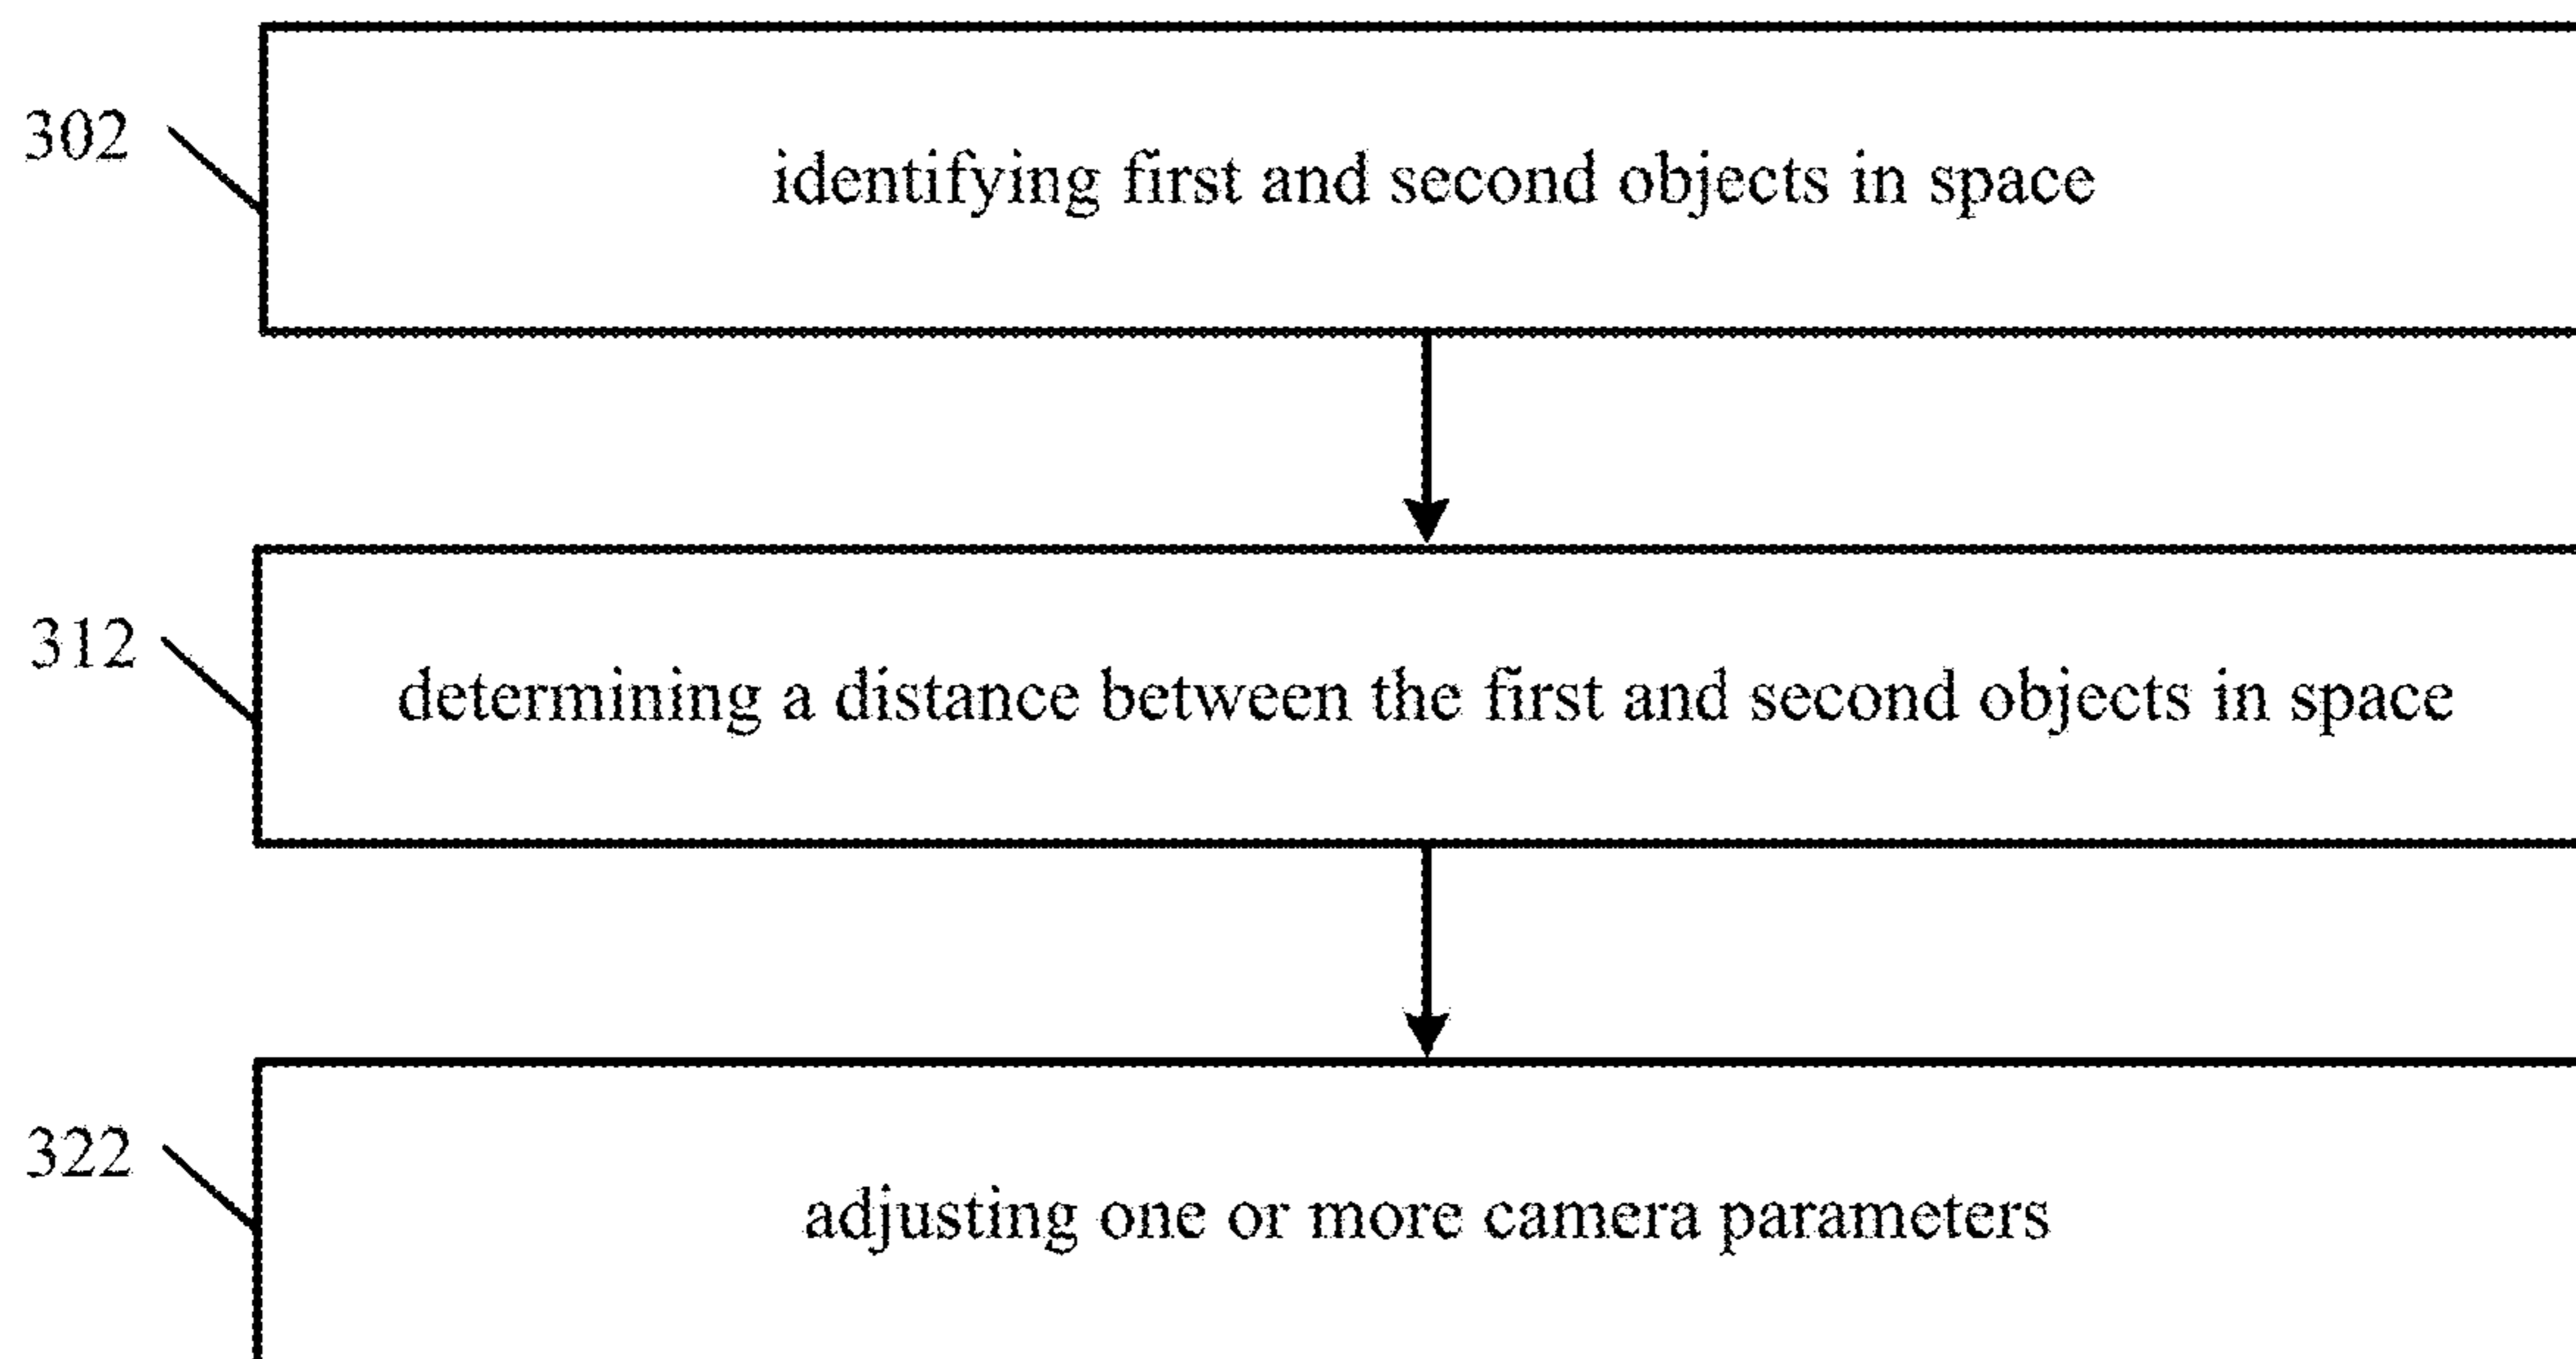 302
identifying first and second objects in space
312
determining a distance between the first and second objects in space
322
adjusting one or more camera parameters